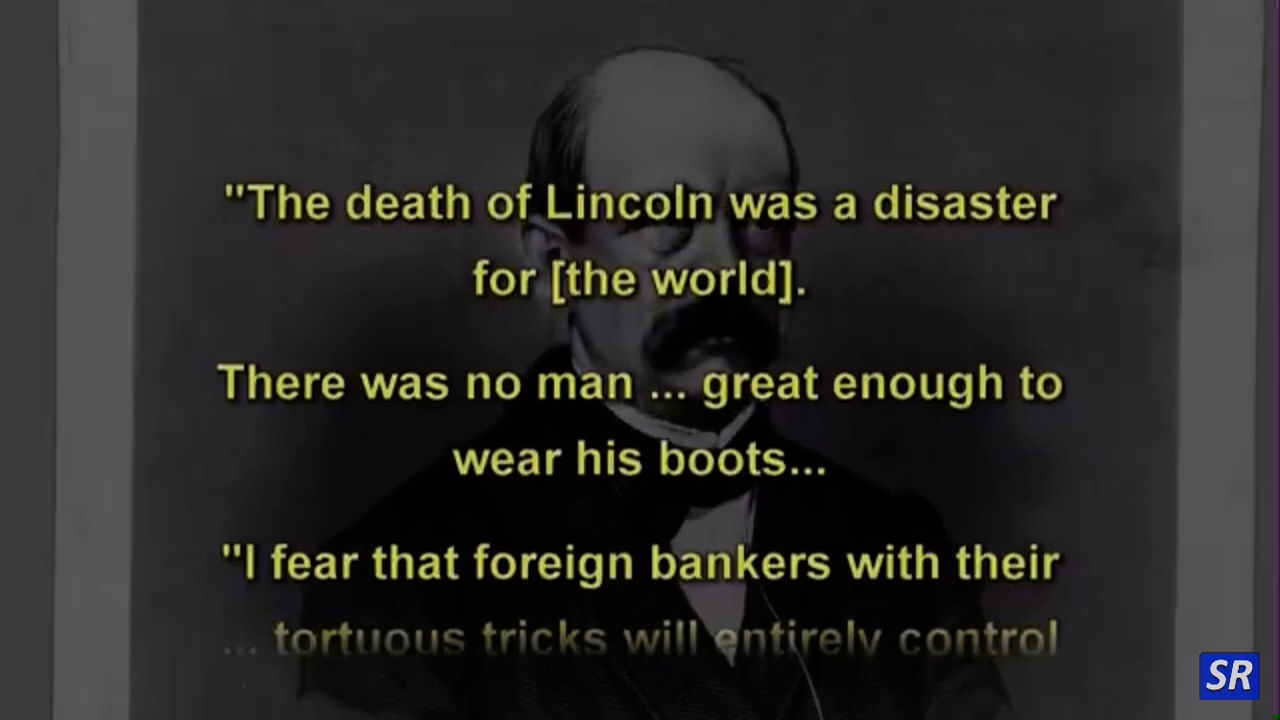 "The death of Lincoln was a disaster
for [the world].
There was no man ... great enough to
wear his boots...
"I fear that foreign bankers with their
... tortuous tricks will entirely control
SR